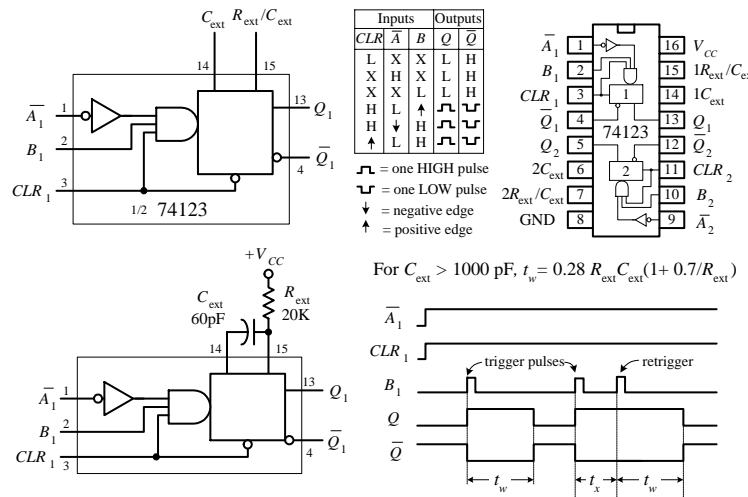 C_ext R_ext/C_ext
14 15
A̅_1 1
B_1 2
CLR_1 3
13 Q_1
4 Q̅_1
1/2 74123
Inputs Outputs
CLR A̅ B Q Q̅
L X X L H
X H X L H
X X L L H
H L ↑ ⎍ ⊔
H ↓ H ⎍ ⊔
↑ L H ⎍ ⊔
= one HIGH pulse
= one LOW pulse
↓ = negative edge
↑ = positive edge
A̅_1 1 16 V_CC
B_1 2 15 1R_ext/C_ext
CLR_1 3 1 14 1C_ext
Q̅_1 4 13 Q_1
74123
Q_2 5 12 Q̅_2
2C_ext 6 2 11 CLR_2
2R_ext/C_ext 7 10 B_2
GND 8 9 A̅_2
+V_CC
C_ext R_ext
60pF 20K
14 15
A̅_1 1
B_1 2
CLR_1 3
13 Q_1
4 Q̅_1
For C_ext > 1000 pF, t_w = 0.28 R_ext C_ext (1+ 0.7/R_ext)
A̅_1
CLR_1
trigger pulses retrigger
B_1
Q
Q̅
t_w t_x t_w